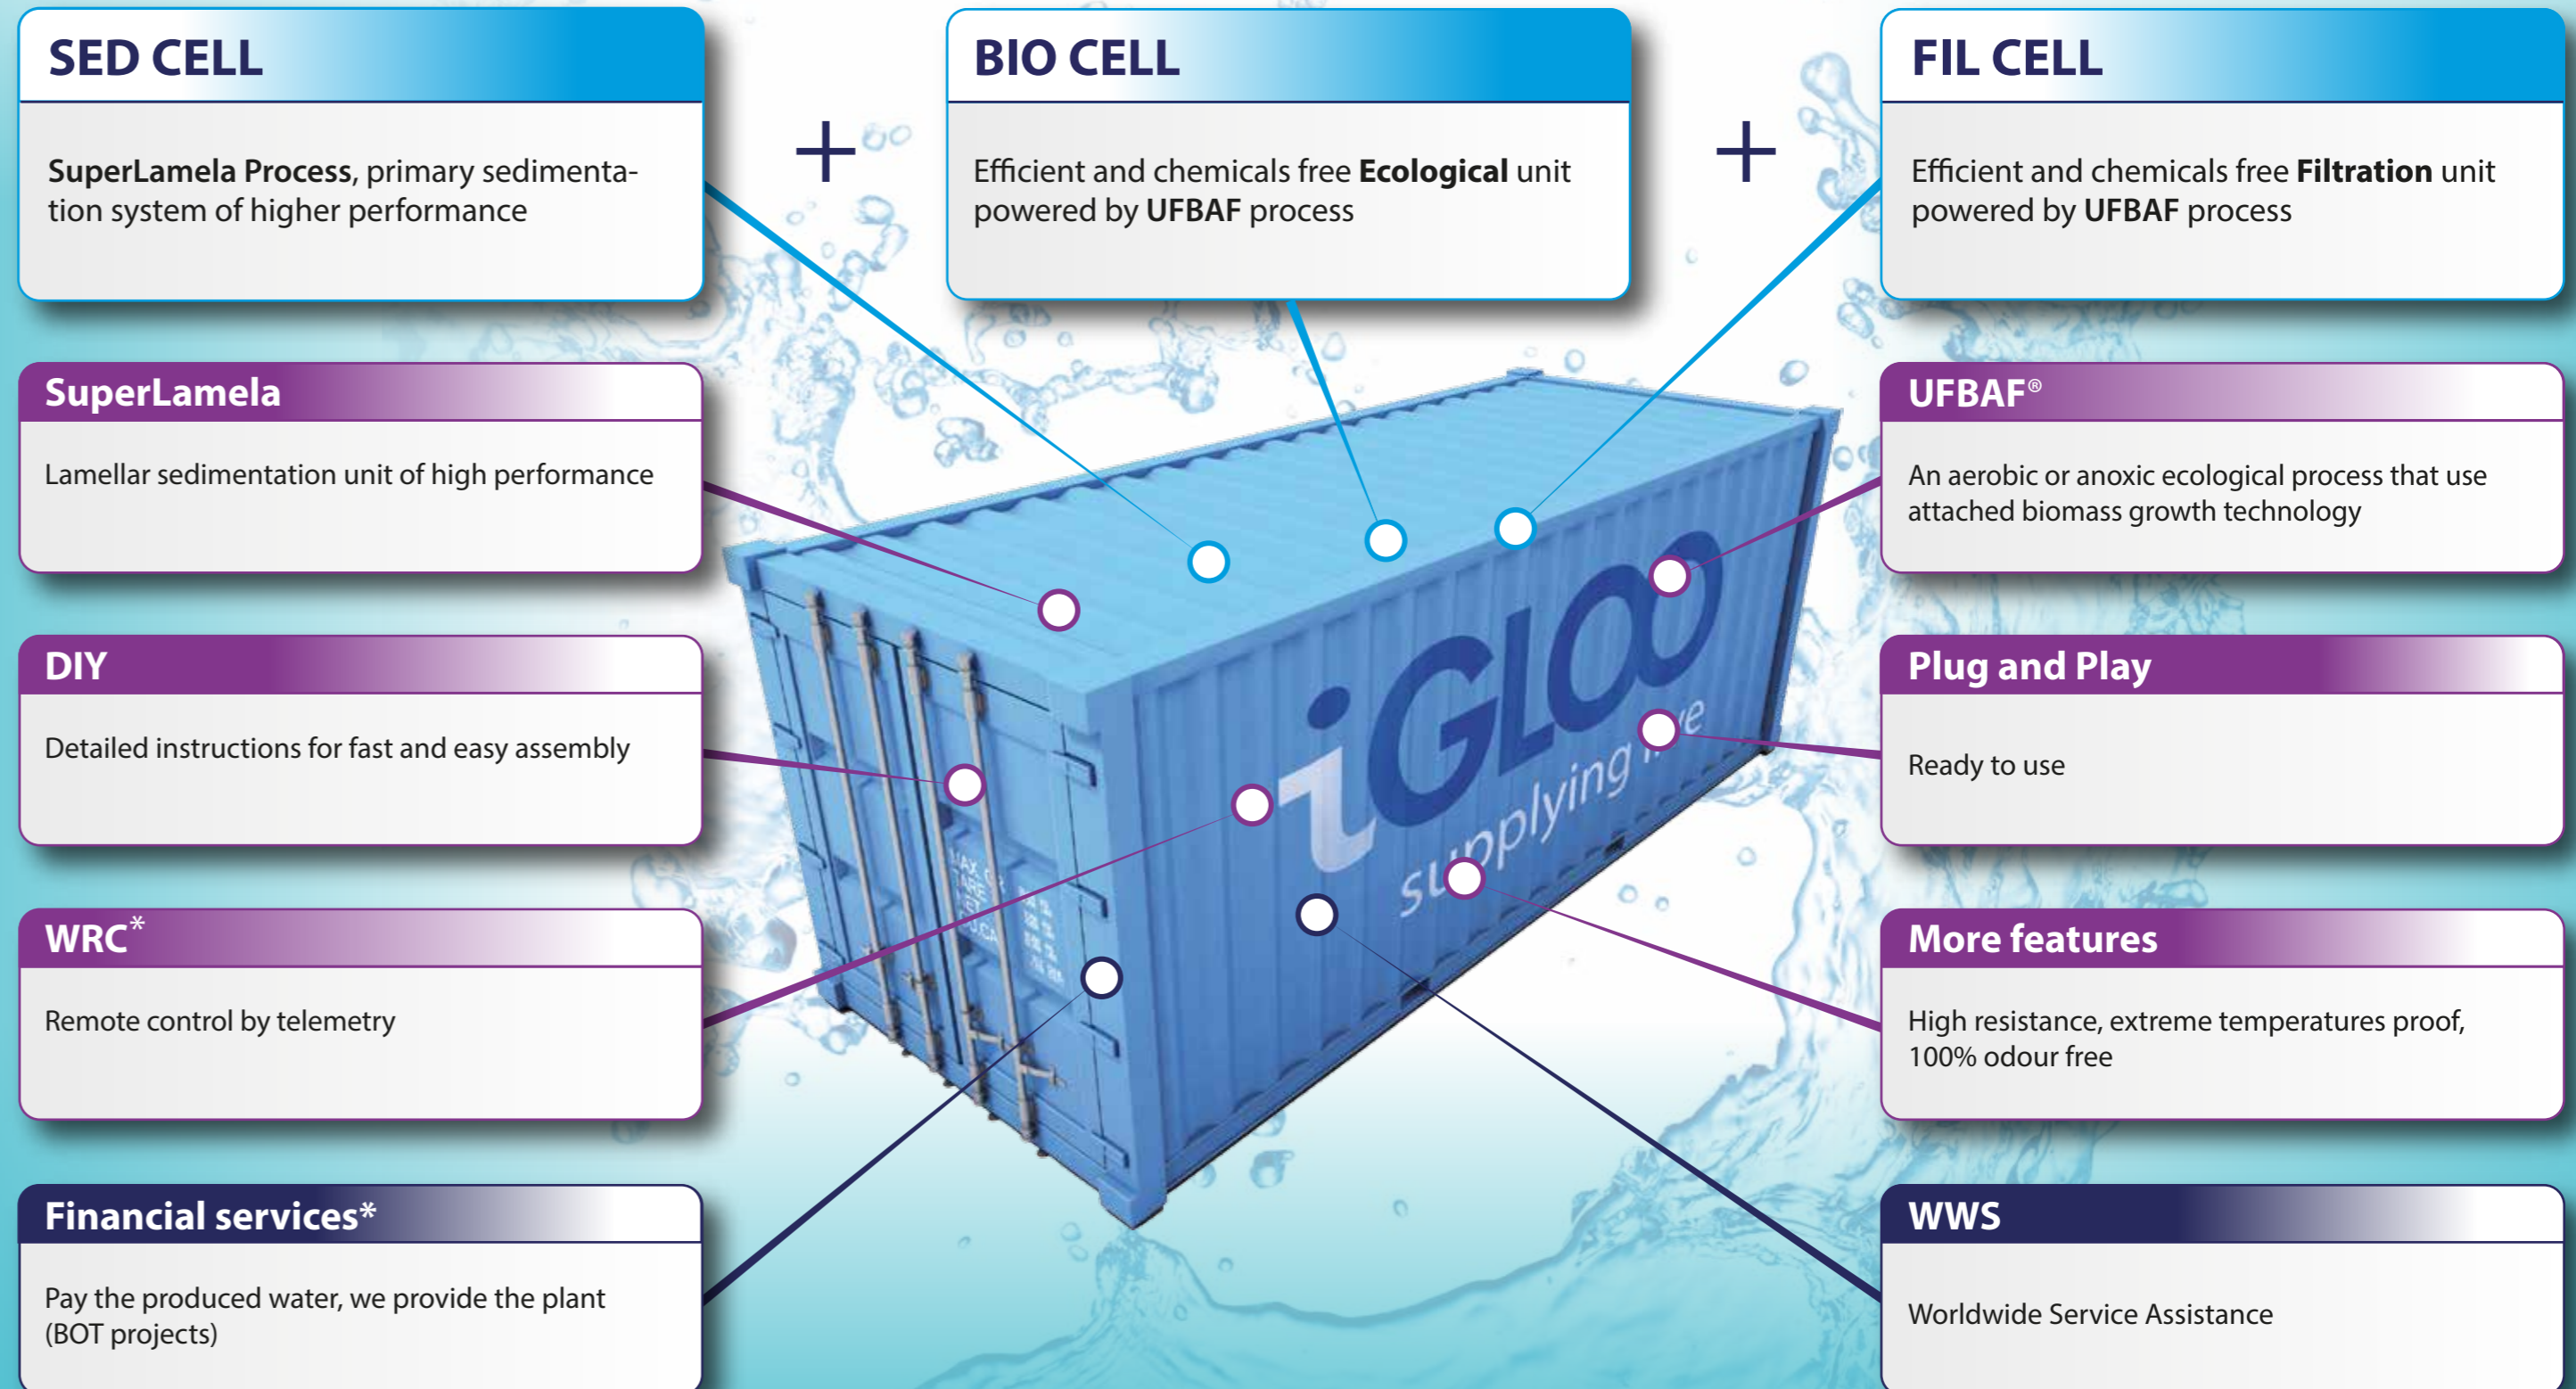 SED CELL
SuperLamela Process, primary sedimenta-
tion system of higher performance
+
BIO CELL
Efficient and chemicals free Ecological unit
powered by UFBAF process
+
FIL CELL
Efficient and chemicals free Filtration unit
powered by UFBAF process
SuperLamela
Lamellar sedimentation unit of high performance
UFBAF®
An aerobic or anoxic ecological process that use
attached biomass growth technology
DIY
Detailed instructions for fast and easy assembly
Plug and Play
Ready to use
iGLOO
supplying
WRC*
Remote control by telemetry
More features
High resistance, extreme temperatures proof,
100% odour free
Financial services*
Pay the produced water, we provide the plant
(BOT projects)
WWS
Worldwide Service Assistance